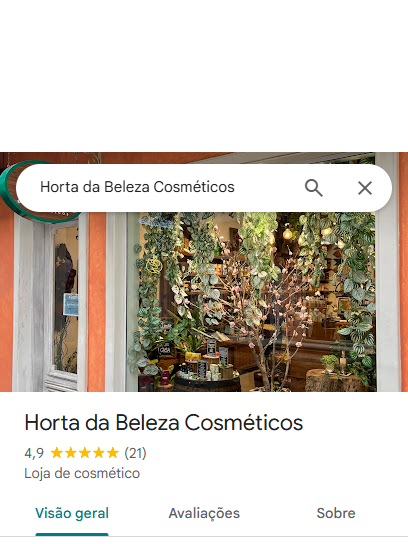 Horta da Beleza Cosméticos
Horta da Beleza Cosméticos
4,9 (21)
Loja de cosmético
Visão geral Avaliações Sobre